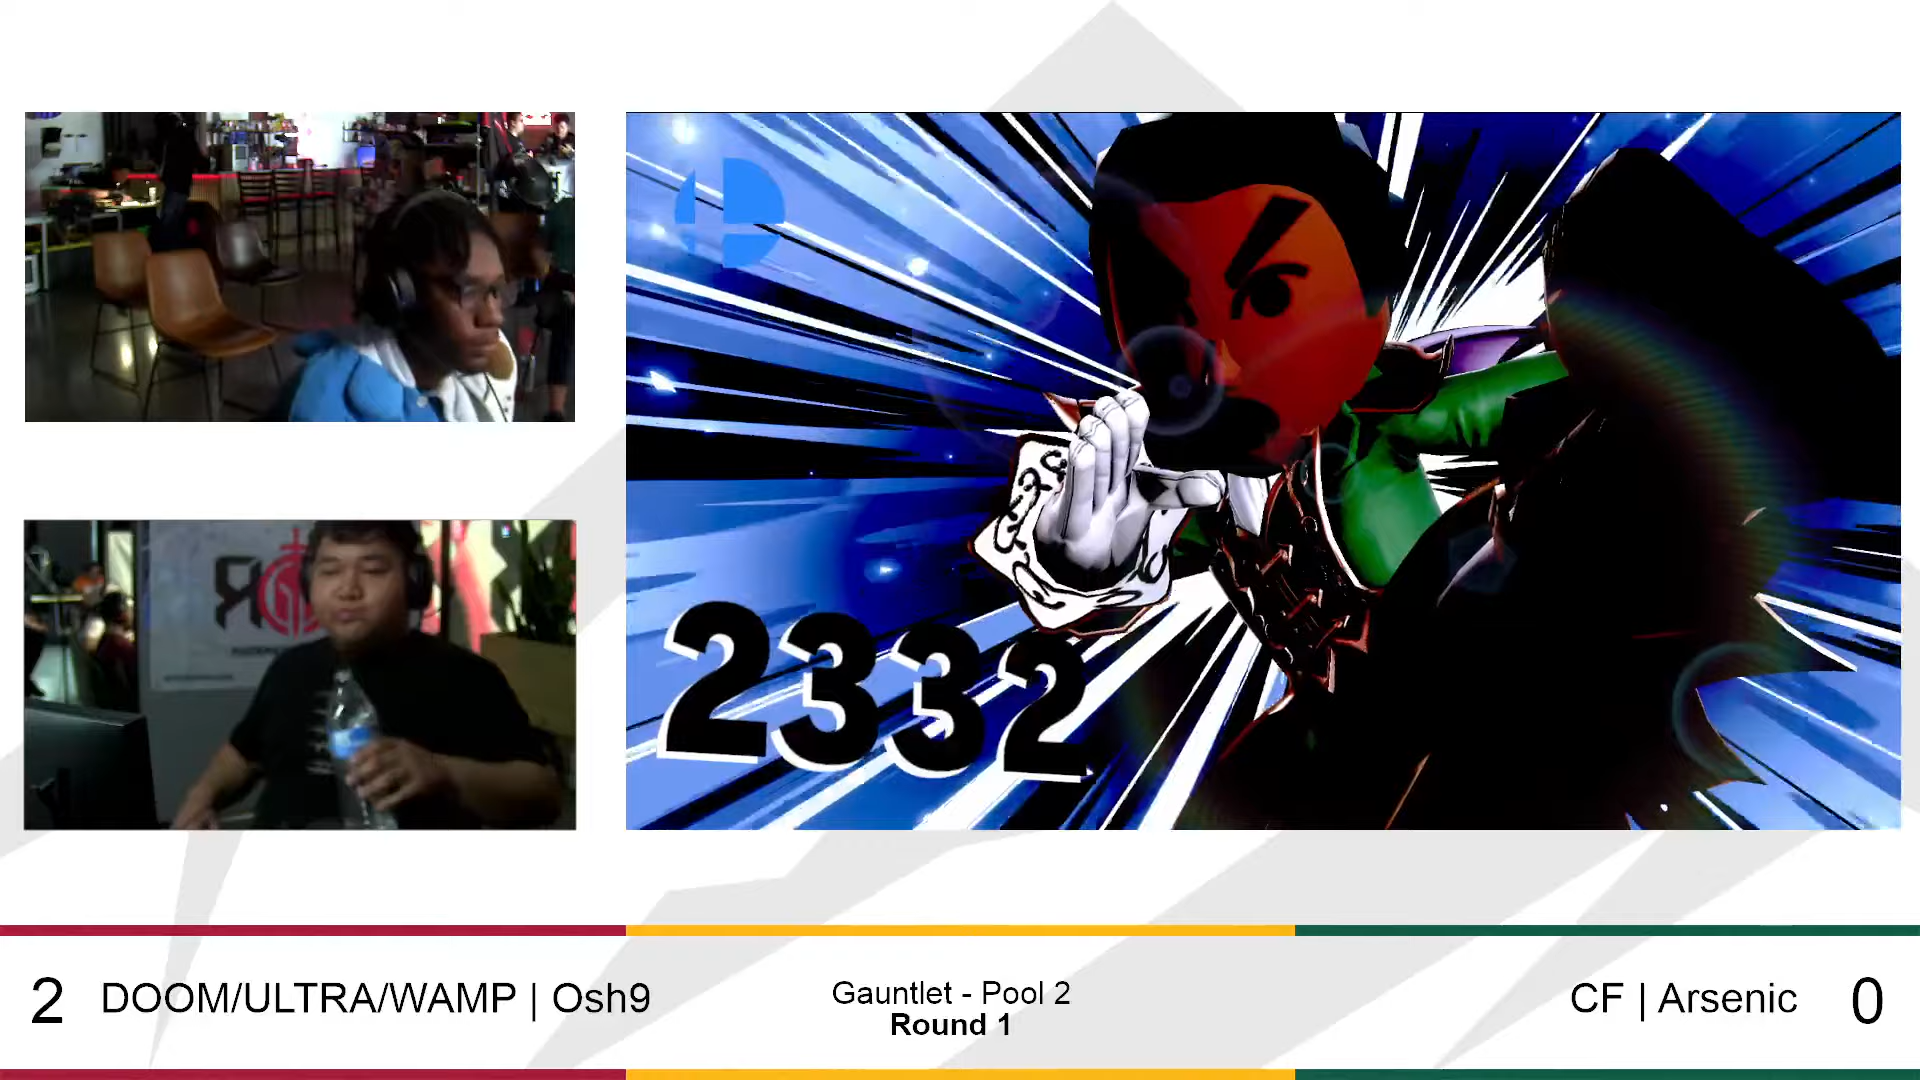 2332
2 DOOM/ULTRA/WAMP | Osh9
Gauntlet - Pool 2
Round 1
CF | Arsenic 0